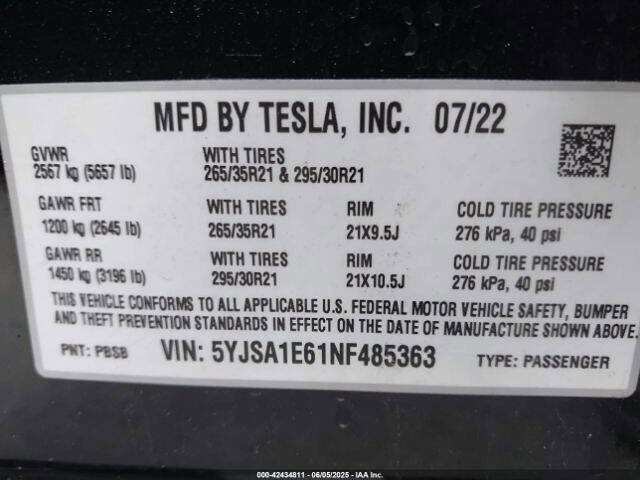 MFD BY TESLA, INC. 07/22
GVWR WITH TIRES
2567 kg (5657 lb) 265/35R21 & 295/30R21
GAWR FRT WITH TIRES RIM COLD TIRE PRESSURE
1200 kg (2645 lb) 265/35R21 21X9.5J 276 kPa, 40 psi
GAWR RR WITH TIRES RIM COLD TIRE PRESSURE
1450 kg (3196 lb) 295/30R21 21X10.5J 276 kPa, 40 psi
THIS VEHICLE CONFORMS TO ALL APPLICABLE U.S. FEDERAL MOTOR VEHICLE SAFETY, BUMPER
AND THEFT PREVENTION STANDARDS IN EFFECT ON THE DATE OF MANUFACTURE SHOWN ABOVE.
PNT: PBSB VIN: 5YJSA1E61NF485363 TYPE: PASSENGER
000-42434811 - 06/05/2025 - IAA Inc.